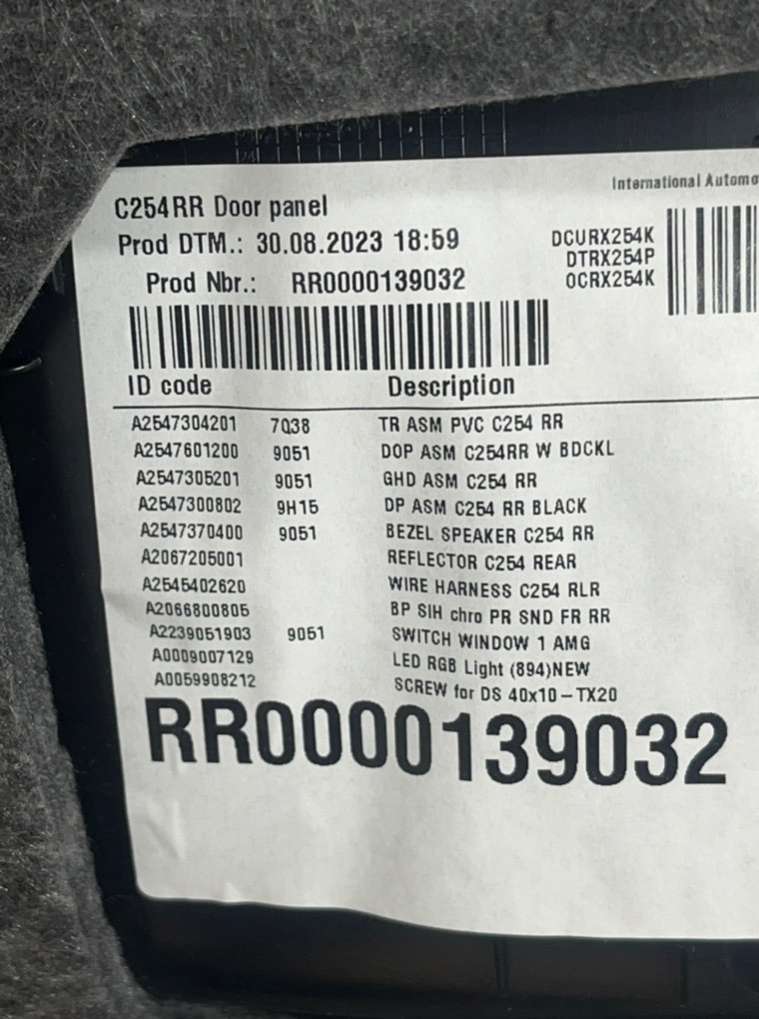 International Automo
C254RR Door panel
Prod DTM.: 30.08.2023 18:59
DCURX254K
DTRX254P
OCRX254K
Prod Nbr.: RR0000139032
ID code Description
A2547304201 7Q38 TR ASM PVC C254 RR
A2547601200 9051 DOP ASM C254RR W BDCKL
A2547305201 9051 GHD ASM C254 RR
A2547300802 9H15 DP ASM C254 RR BLACK
A2547370400 9051 BEZEL SPEAKER C254 RR
A2067205001 REFLECTOR C254 REAR
A2545402620 WIRE HARNESS C254 RLR
A2066800805 BP SIH chro PR SND FR RR
A2239051903 9051 SWITCH WINDOW 1 AMG
A0009007129 LED RGB Light (894)NEW
A0059908212 SCREW for DS 40x10-TX20
RR0000139032